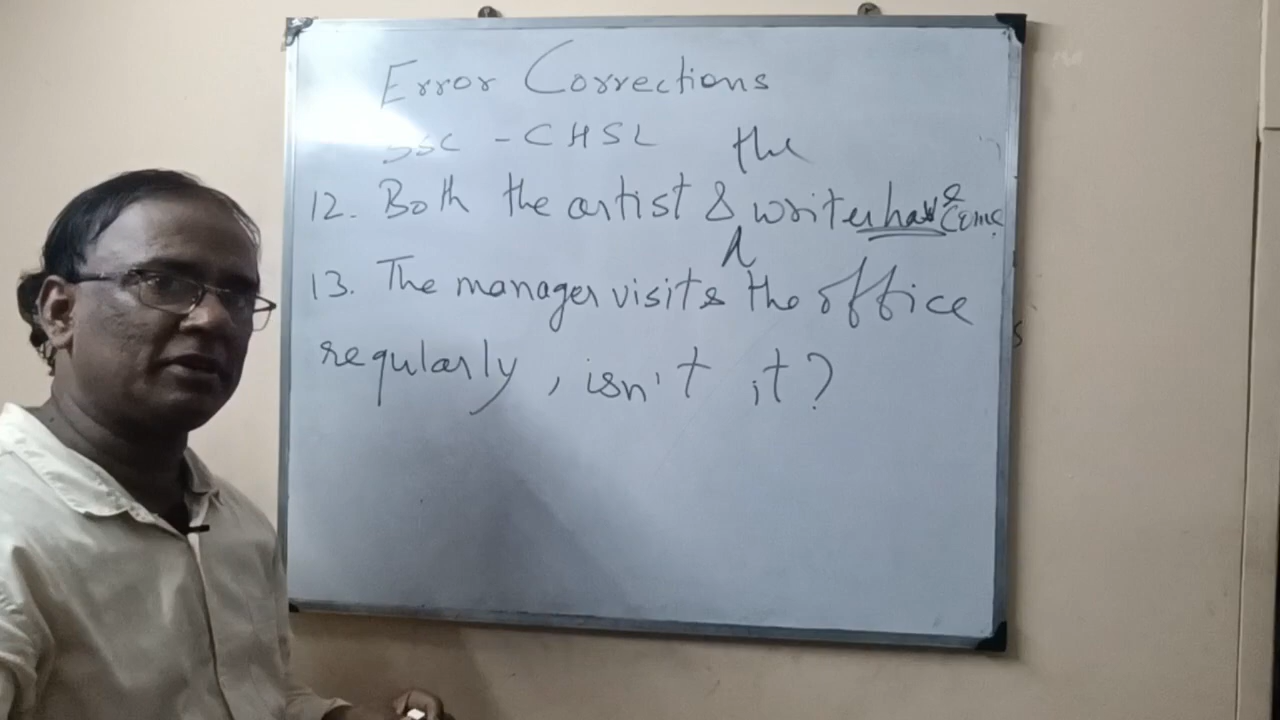 Error Corrections
SSC - CHSL
the
12. Both the artist & writer have come
13. The manager visits the office
regularly, isn't it?